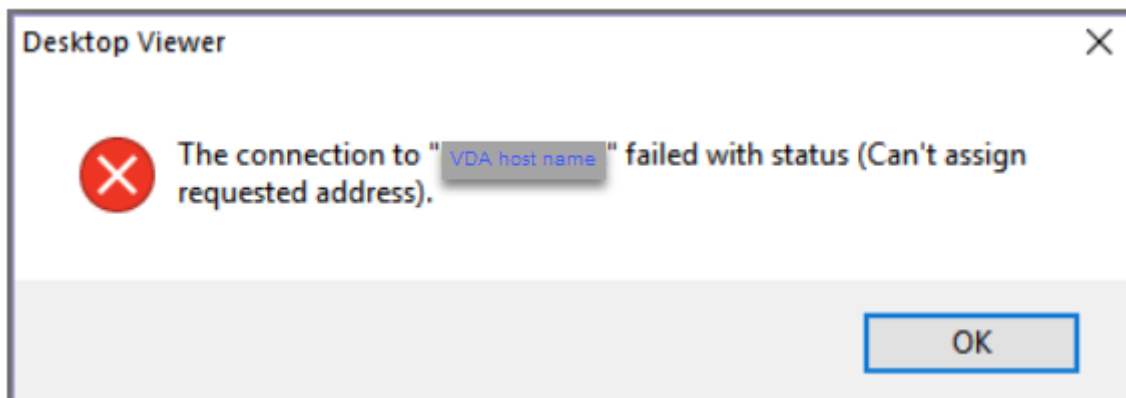 Desktop Viewer
The connection to "VDA host name" failed with status (Can't assign
requested address).
OK